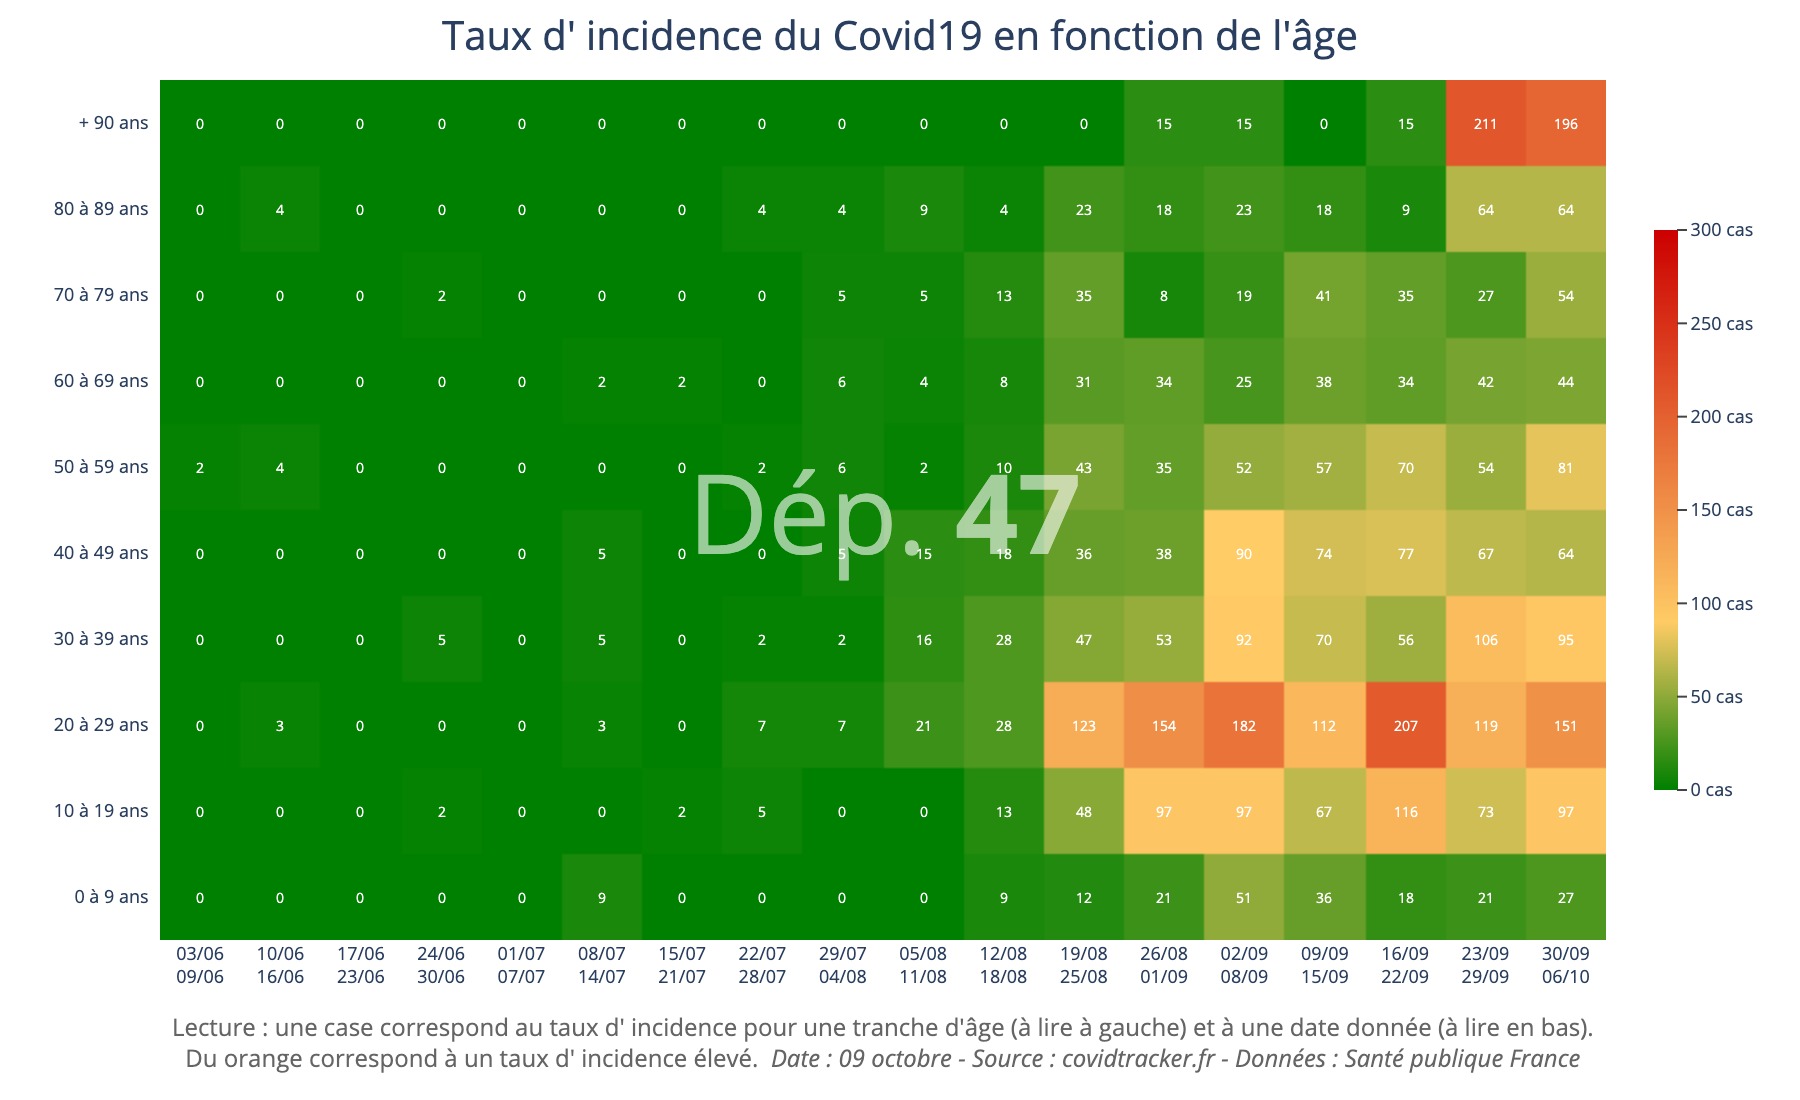 Taux d' incidence du Covid19 en fonction de l'âge
+ 90 ans 0 0 0 0 0 0 0 0 0 0 0 0 15 15 0 15 211 196
80 à 89 ans 0 4 0 0 0 0 0 4 4 9 4 23 18 23 18 9 64 64
70 à 79 ans 0 0 0 2 0 0 0 0 5 5 13 35 8 19 41 35 27 54
60 à 69 ans 0 0 0 0 0 2 2 0 6 4 8 31 34 25 38 34 42 44
50 à 59 ans 2 4 0 0 0 0 0 2 6 2 10 43 35 52 57 70 54 81
Dép. 47
40 à 49 ans 0 0 0 0 0 5 0 0 5 15 18 36 38 90 74 77 67 64
30 à 39 ans 0 0 0 5 0 5 0 2 2 16 28 47 53 92 70 56 106 95
20 à 29 ans 0 3 0 0 0 3 0 7 7 21 28 123 154 182 112 207 119 151
10 à 19 ans 0 0 0 2 0 0 2 5 0 0 13 48 97 97 67 116 73 97
0 à 9 ans 0 0 0 0 0 9 0 0 0 0 9 12 21 51 36 18 21 27
03/06 10/06 17/06 24/06 01/07 08/07 15/07 22/07 29/07 05/08 12/08 19/08 26/08 02/09 09/09 16/09 23/09 30/09
09/06 16/06 23/06 30/06 07/07 14/07 21/07 28/07 04/08 11/08 18/08 25/08 01/09 08/09 15/09 22/09 29/09 06/10
300 cas
250 cas
200 cas
150 cas
100 cas
50 cas
0 cas
Lecture : une case correspond au taux d' incidence pour une tranche d'âge (à lire à gauche) et à une date donnée (à lire en bas).
Du orange correspond à un taux d' incidence élevé. Date : 09 octobre - Source : covidtracker.fr - Données : Santé publique France